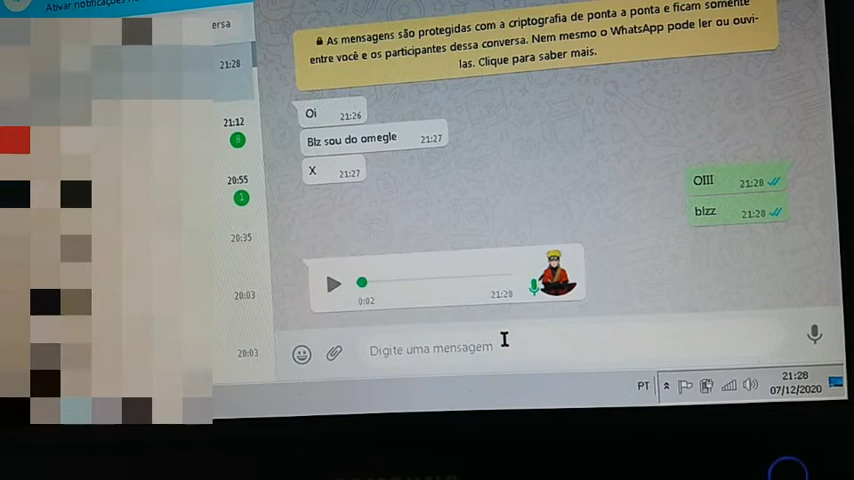 Ativar notificações
ersa
As mensagens são protegidas com a criptografia de ponta a ponta e ficam somente
entre você e os participantes dessa conversa. Nem mesmo o WhatsApp pode ler ou ouvi-
las. Clique para saber mais.
21:28
Oi 21:26
21:12
8
Blz sou do omegle 21:27
X 21:27
20:55
1
OIII 21:28
blzz 21:28
20:35
20:03
0:02 21:28
20:03
Digite uma mensagem
PT
21:28
07/12/2020